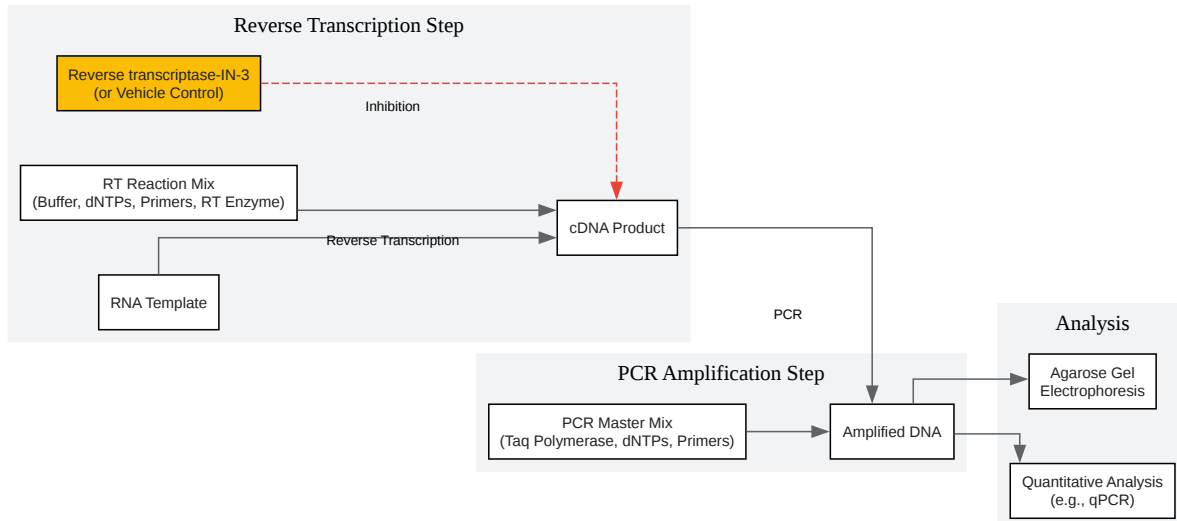 Reverse Transcription Step
Reverse transcriptase-IN-3
(or Vehicle Control)
Inhibition
RT Reaction Mix
(Buffer, dNTPs, Primers, RT Enzyme)
cDNA Product
Reverse Transcription
RNA Template
PCR
Analysis
PCR Amplification Step
Agarose Gel
Electrophoresis
PCR Master Mix
(Taq Polymerase, dNTPs, Primers)
Amplified DNA
Quantitative Analysis
(e.g., qPCR)